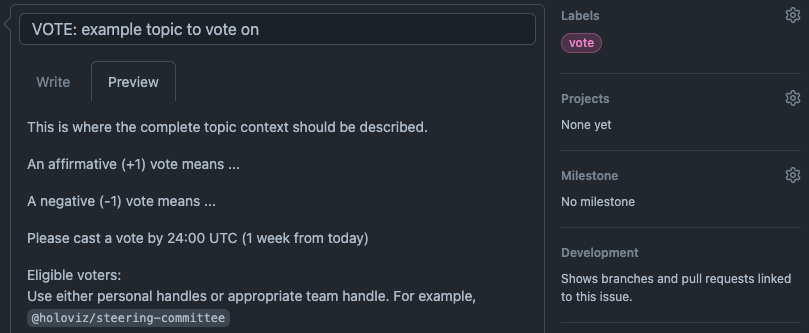 VOTE: example topic to vote on
Write
Preview
This is where the complete topic context should be described.
An affirmative (+1) vote means ...
A negative (-1) vote means ...
Please cast a vote by 24:00 UTC (1 week from today)
Eligible voters:
Use either personal handles or appropriate team handle. For example,
@holoviz/steering-committee
Labels
vote
Projects
None yet
Milestone
No milestone
Development
Shows branches and pull requests linked
to this issue.